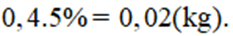 0,4.5% = 0,02(kg).